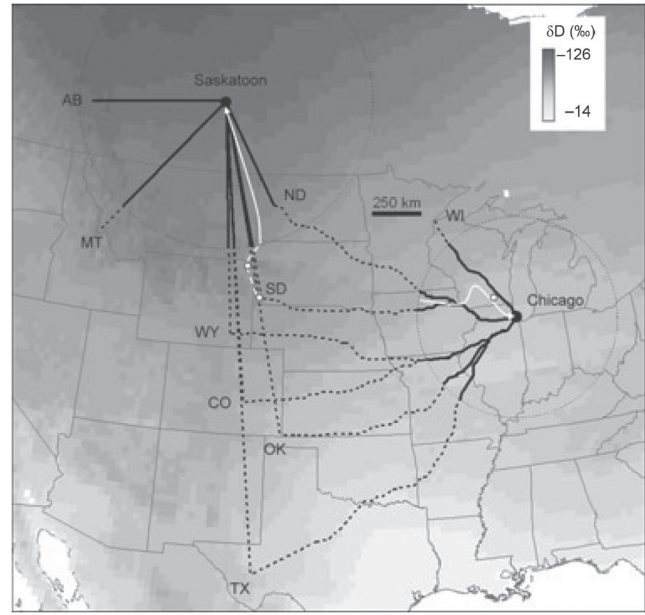 δD (‰)
–126
–14
Saskatoon
AB
ND
250 km
WI
MT
SD
Chicago
WY
CO
OK
TX